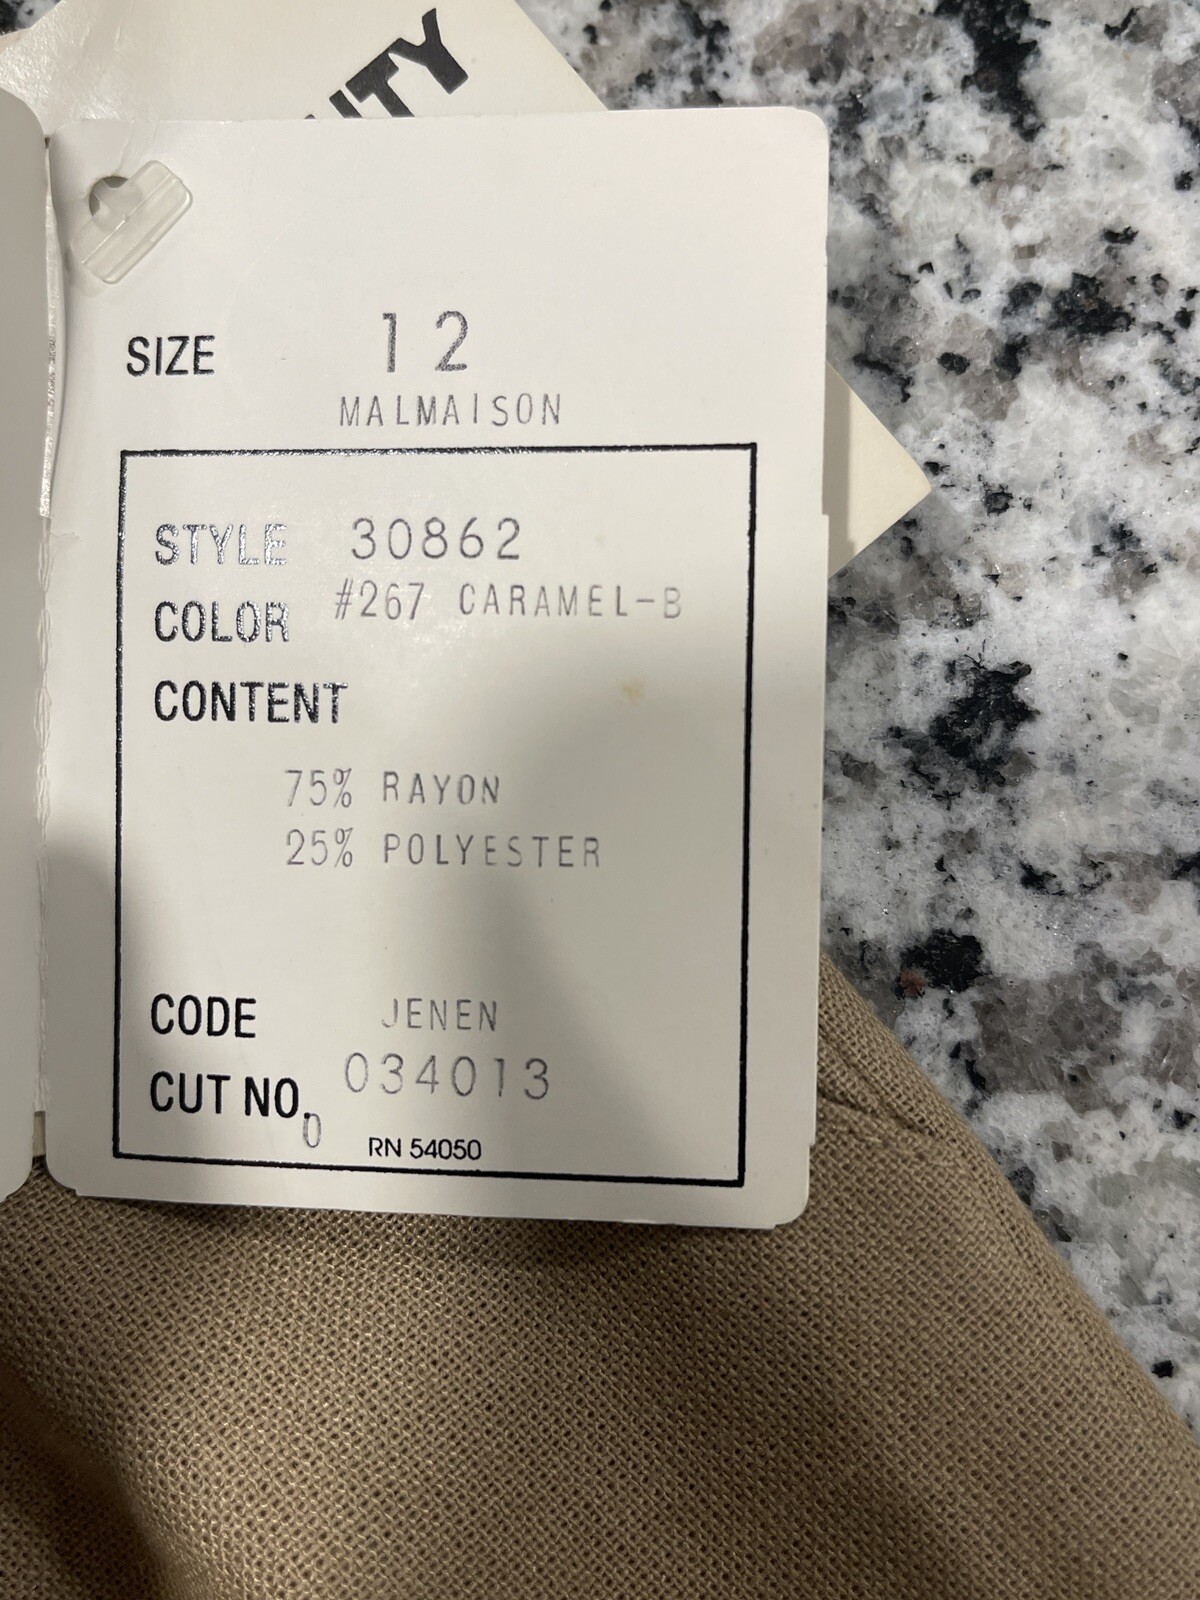 SIZE 12
MALMAISON
STYLE 30862
COLOR #267 CARAMEL-B
CONTENT
75% RAYON
25% POLYESTER
CODE JENEN
CUT NO. 034013
0
RN 54050